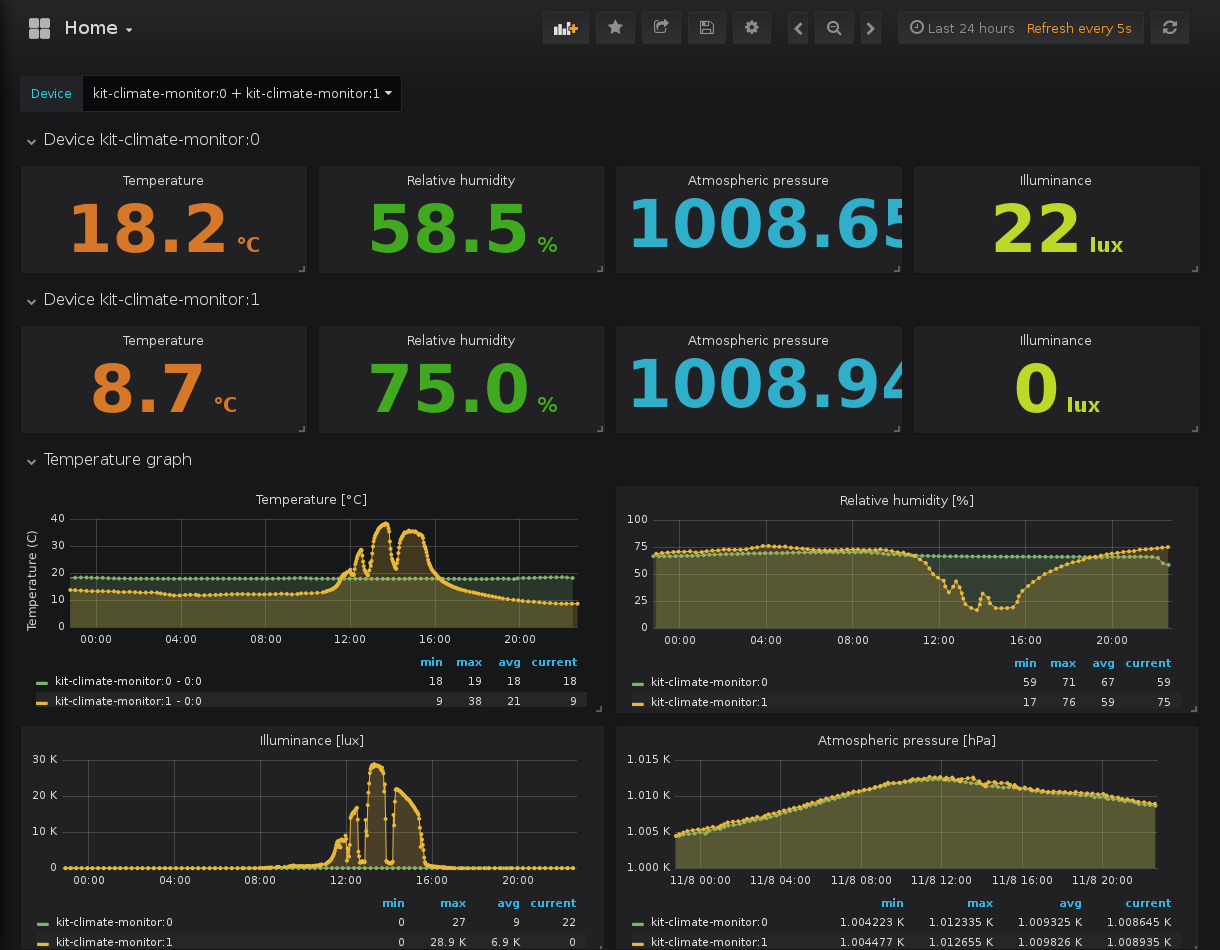 Home
Last 24 hours Refresh every 5s
Device kit-climate-monitor:0 + kit-climate-monitor:1
Device kit-climate-monitor:0
Temperature Relative humidity Atmospheric pressure Illuminance
18.2 °C 58.5 % 1008.65 22 lux
Device kit-climate-monitor:1
Temperature Relative humidity Atmospheric pressure Illuminance
8.7 °C 75.0 % 1008.94 0 lux
Temperature graph
Temperature [°C]
Temperature (C)
40
30
20
10
0
00:00 04:00 08:00 12:00 16:00 20:00
min max avg current
kit-climate-monitor:0 - 0:0 18 19 18 18
kit-climate-monitor:1 - 0:0 9 38 21 9
Relative humidity [%]
100
75
50
25
0
00:00 04:00 08:00 12:00 16:00 20:00
min max avg current
kit-climate-monitor:0 59 71 67 59
kit-climate-monitor:1 17 76 59 75
Illuminance [lux]
30 K
20 K
10 K
0
00:00 04:00 08:00 12:00 16:00 20:00
min max avg current
kit-climate-monitor:0 0 27 9 22
kit-climate-monitor:1 0 28.9 K 6.9 K 0
Atmospheric pressure [hPa]
1.015 K
1.010 K
1.005 K
1.000 K
11/8 00:00 11/8 04:00 11/8 08:00 11/8 12:00 11/8 16:00 11/8 20:00
min max avg current
kit-climate-monitor:0 1.004223 K 1.012335 K 1.009325 K 1.008645 K
kit-climate-monitor:1 1.004477 K 1.012655 K 1.009826 K 1.008935 K